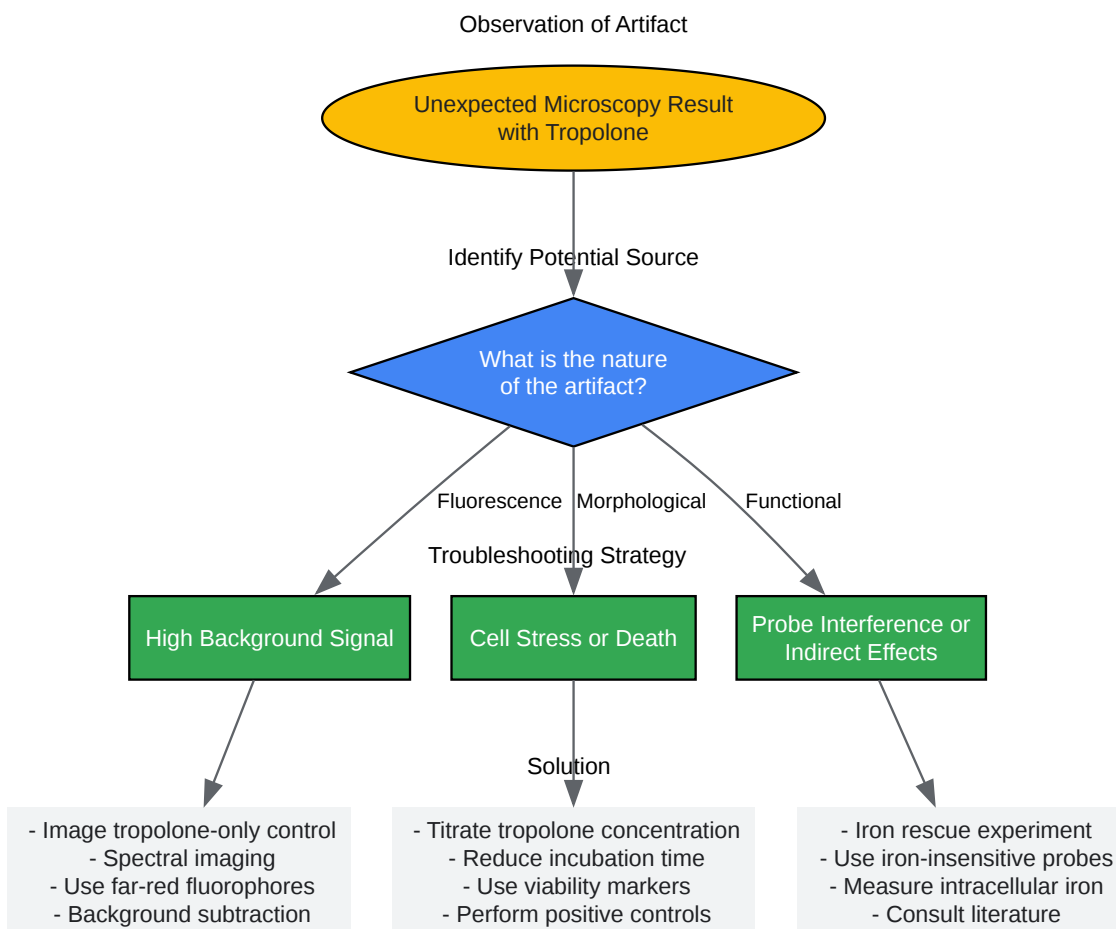 Observation of Artifact
Unexpected Microscopy Result
with Tropolone
Identify Potential Source
What is the nature
of the artifact?
Fluorescence
Morphological
Functional
Troubleshooting Strategy
High Background Signal
Cell Stress or Death
Probe Interference or
Indirect Effects
Solution
- Image tropolone-only control
- Spectral imaging
- Use far-red fluorophores
- Background subtraction
- Titrate tropolone concentration
- Reduce incubation time
- Use viability markers
- Perform positive controls
- Iron rescue experiment
- Use iron-insensitive probes
- Measure intracellular iron
- Consult literature